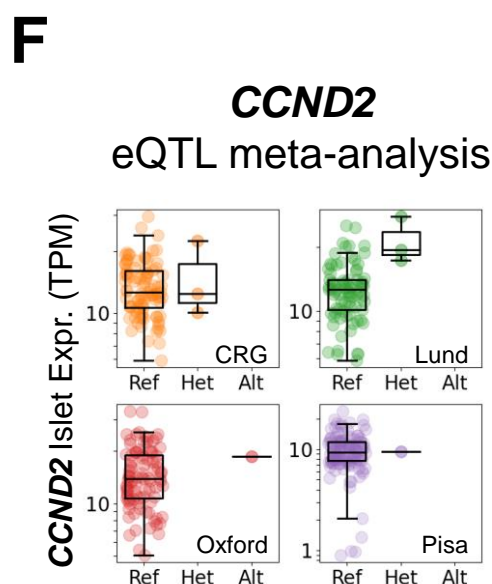 F
CCND2
eQTL meta-analysis
CCND2 Islet Expr. (TPM)
10
CRG
Ref Het Alt
10
Lund
Ref Het Alt
10
Oxford
Ref Het Alt
10
1
Pisa
Ref Het Alt